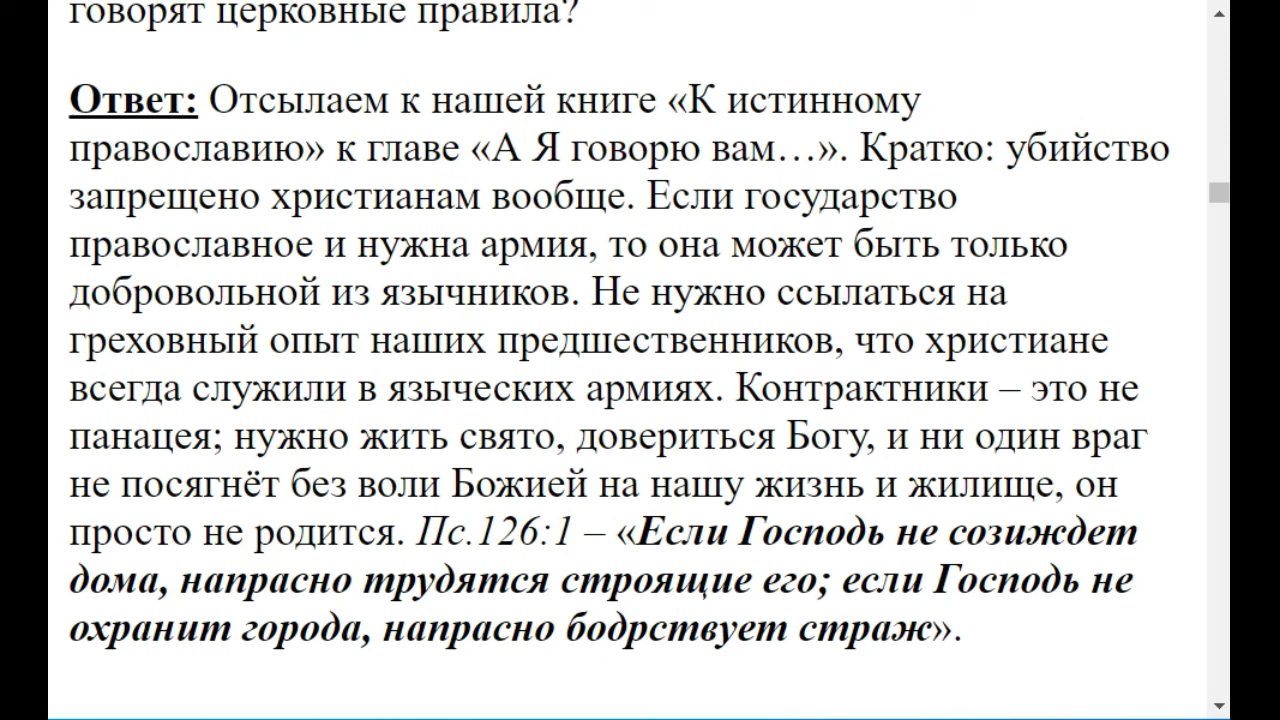 говорят церковные правила?
Ответ: Отсылаем к нашей книге «К истинному
православию» к главе «А Я говорю вам…». Кратко: убийство
запрещено христианам вообще. Если государство
православное и нужна армия, то она может быть только
добровольной из язычников. Не нужно ссылаться на
греховный опыт наших предшественников, что христиане
всегда служили в языческих армиях. Контрактники – это не
панацея; нужно жить свято, довериться Богу, и ни один враг
не посягнёт без воли Божией на нашу жизнь и жилище, он
просто не родится. Пс.126:1 – «Если Господь не созиждет
дома, напрасно трудятся строящие его; если Господь не
охранит города, напрасно бодрствует страж».